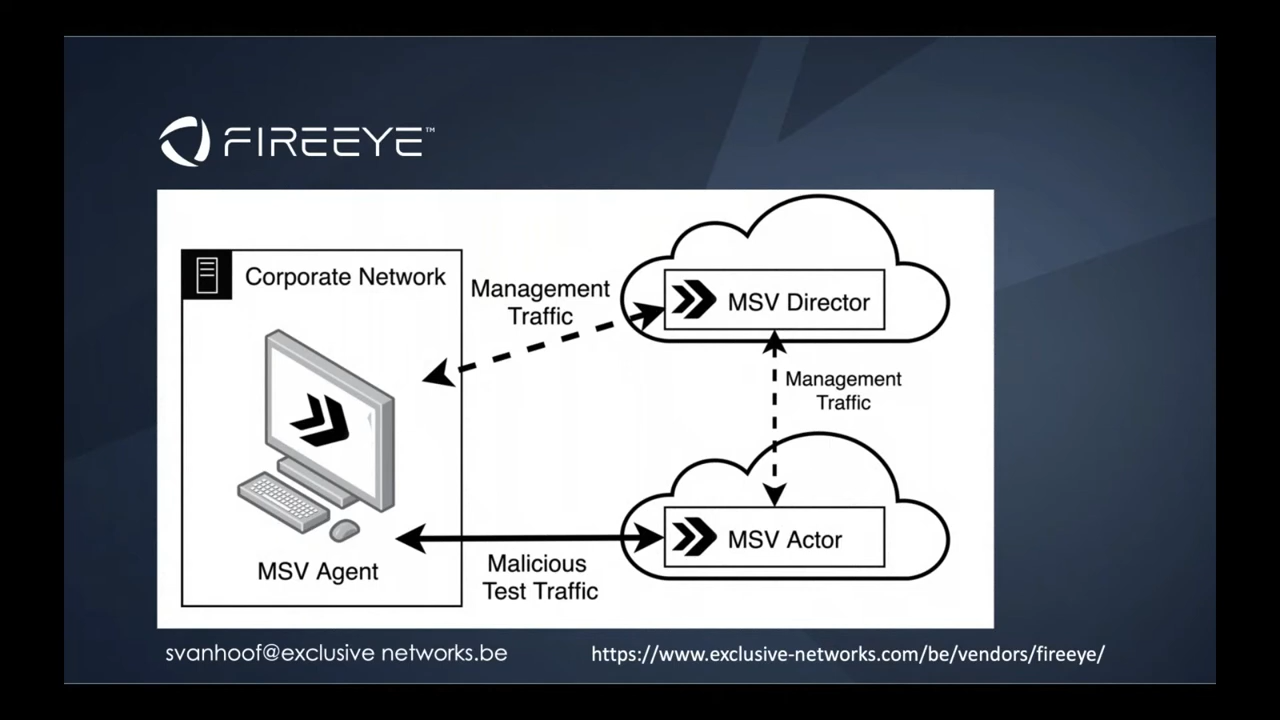 FIREEYE™
Corporate Network
Management
Traffic
MSV Director
Management
Traffic
MSV Actor
Malicious
Test Traffic
MSV Agent
svanhoof@exclusive networks.be
https://www.exclusive-networks.com/be/vendors/fireeye/